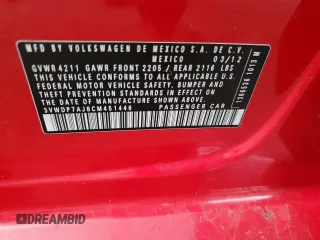 MFD BY VOLKSWAGEN DE MEXICO S.A. DE C.V.
MEXICO 03/12
GVWR 4211 GAWR FRONT 2205 / REAR 2116 LBS
THIS VEHICLE CONFORMS TO ALL APPLICABLE U.S.
FEDERAL MOTOR VEHICLE SAFETY, BUMPER, AND
THEFT PREVENTION STANDARDS IN EFFECT ON THE
DATE OF MANUFACTURE SHOWN ABOVE.
3VWDP7AJ6CM451446 PASSENGER CAR
1013 M
DREAMBID